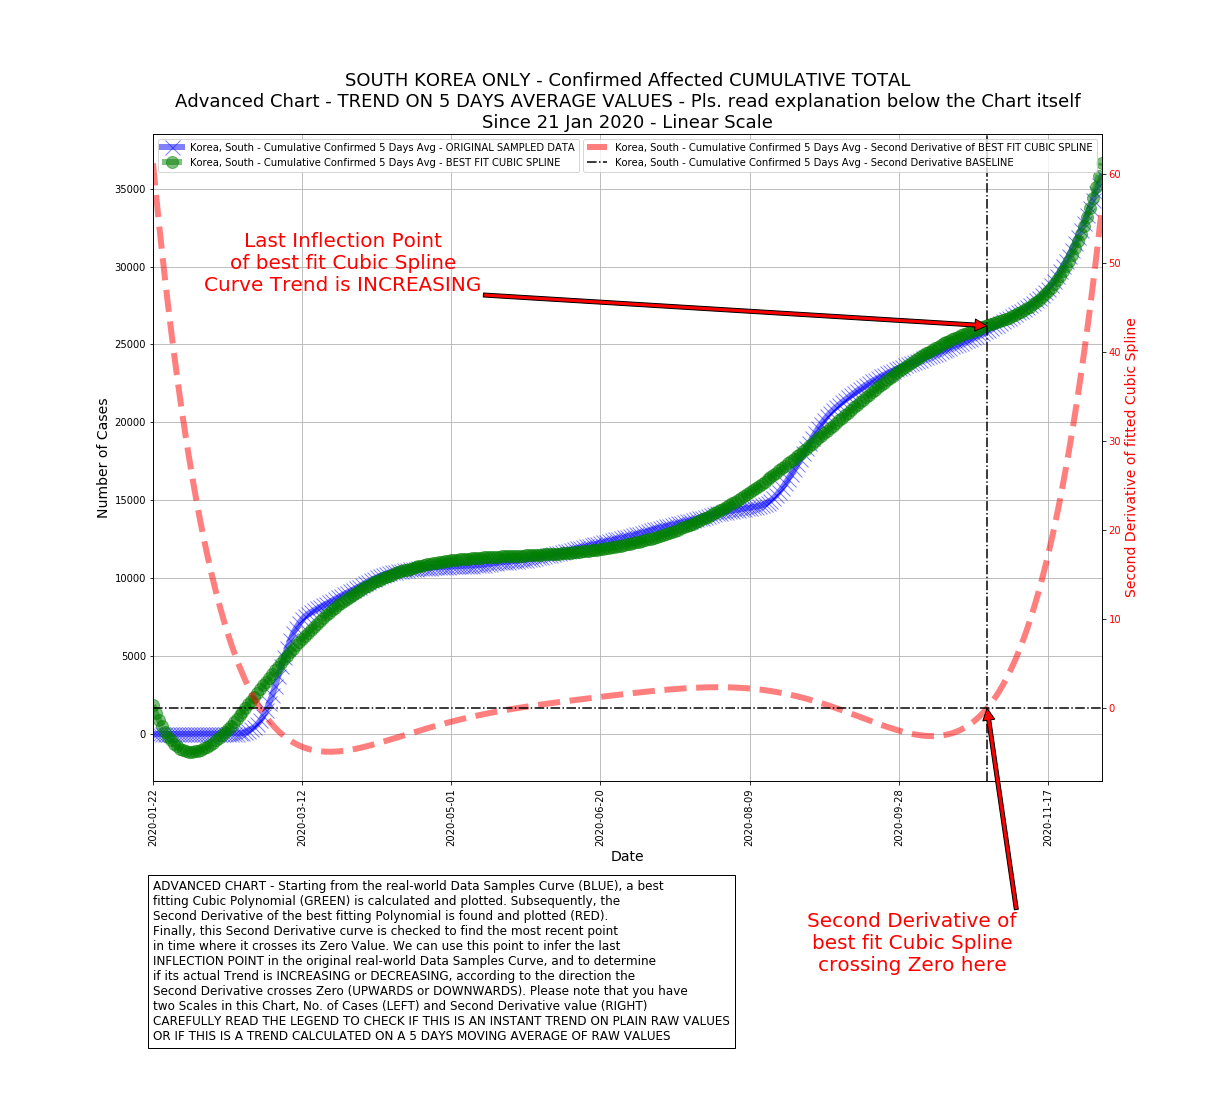 SOUTH KOREA ONLY - Confirmed Affected CUMULATIVE TOTAL
Advanced Chart - TREND ON 5 DAYS AVERAGE VALUES - Pls. read explanation below the Chart itself
Since 21 Jan 2020 - Linear Scale
Korea, South - Cumulative Confirmed 5 Days Avg - ORIGINAL SAMPLED DATA
Korea, South - Cumulative Confirmed 5 Days Avg - BEST FIT CUBIC SPLINE
Korea, South - Cumulative Confirmed 5 Days Avg - Second Derivative of BEST FIT CUBIC SPLINE
Korea, South - Cumulative Confirmed 5 Days Avg - Second Derivative BASELINE
Last Inflection Point
of best fit Cubic Spline
Curve Trend is INCREASING
Number of Cases
35000
30000
25000
20000
15000
10000
5000
0
Second Derivative of fitted Cubic Spline
60
50
40
30
20
10
0
2020-01-22
2020-03-12
2020-05-01
2020-06-20
2020-08-09
2020-09-28
2020-11-17
Date
Second Derivative of
best fit Cubic Spline
crossing Zero here
ADVANCED CHART - Starting from the real-world Data Samples Curve (BLUE), a best
fitting Cubic Polynomial (GREEN) is calculated and plotted. Subsequently, the
Second Derivative of the best fitting Polynomial is found and plotted (RED).
Finally, this Second Derivative curve is checked to find the most recent point
in time where it crosses its Zero Value. We can use this point to infer the last
INFLECTION POINT in the original real-world Data Samples Curve, and to determine
if its actual Trend is INCREASING or DECREASING, according to the direction the
Second Derivative crosses Zero (UPWARDS or DOWNWARDS). Please note that you have
two Scales in this Chart, No. of Cases (LEFT) and Second Derivative value (RIGHT)
CAREFULLY READ THE LEGEND TO CHECK IF THIS IS AN INSTANT TREND ON PLAIN RAW VALUES
OR IF THIS IS A TREND CALCULATED ON A 5 DAYS MOVING AVERAGE OF RAW VALUES